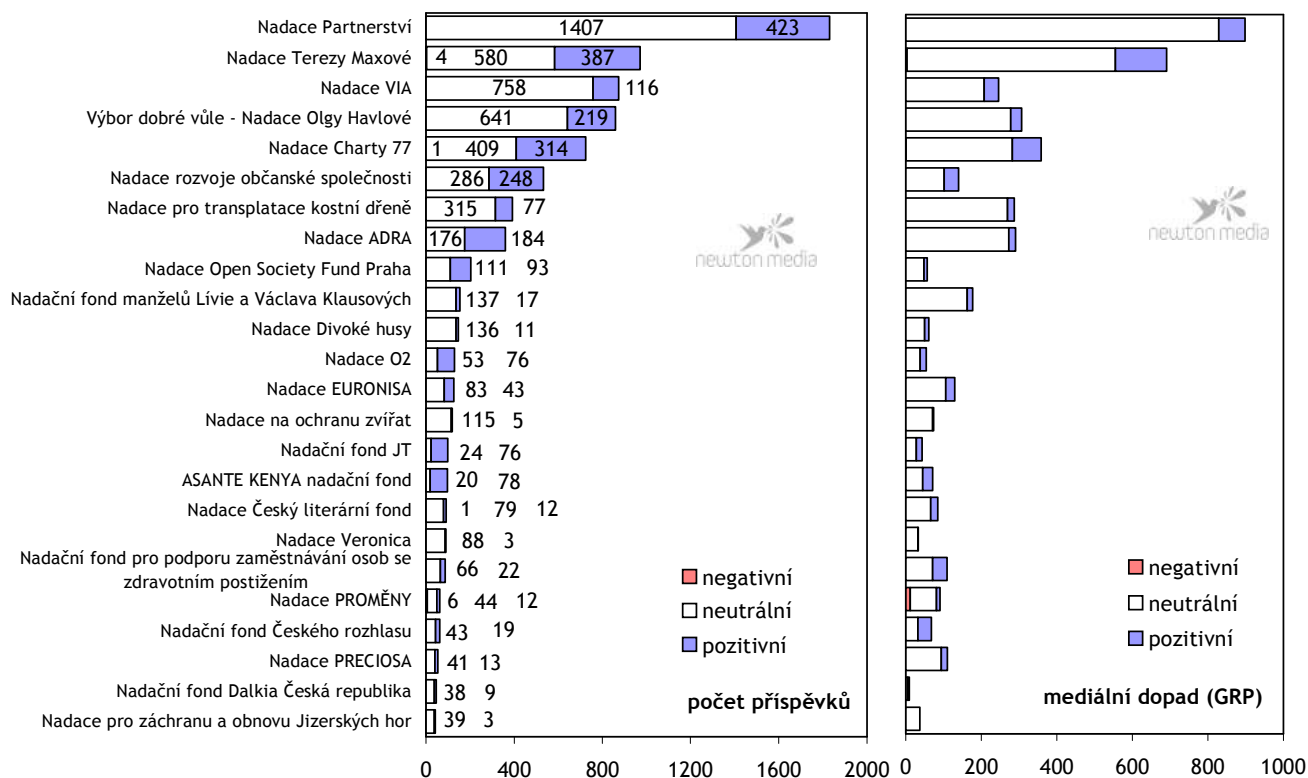 Nadace Partnerství 1407 423
Nadace Terezy Maxové 4 580 387
Nadace VIA 758 116
Výbor dobré vůle - Nadace Olgy Havlové 641 219
Nadace Charty 77 1 409 314
Nadace rozvoje občanské společnosti 286 248
Nadace pro transplatace kostní dřeně 315 77
Nadace ADRA 176 184
Nadace Open Society Fund Praha 111 93
Nadační fond manželů Lívie a Václava Klausových 137 17
Nadace Divoké husy 136 11
Nadace O2 53 76
Nadace EURONISA 83 43
Nadace na ochranu zvířat 115 5
Nadační fond JT 24 76
ASANTE KENYA nadační fond 20 78
Nadace Český literární fond 1 79 12
Nadace Veronica 88 3
Nadační fond pro podporu zaměstnávání osob se
zdravotním postižením 66 22
Nadace PROMĚNY 6 44 12
Nadační fond Českého rozhlasu 43 19
Nadace PRECIOSA 41 13
Nadační fond Dalkia Česká republika 38 9
Nadace pro záchranu a obnovu Jizerských hor 39 3
newton media
negativní
neutrální
pozitivní
počet příspěvků
0 400 800 1200 1600 2000
newton media
negativní
neutrální
pozitivní
mediální dopad (GRP)
0 200 400 600 800 1000